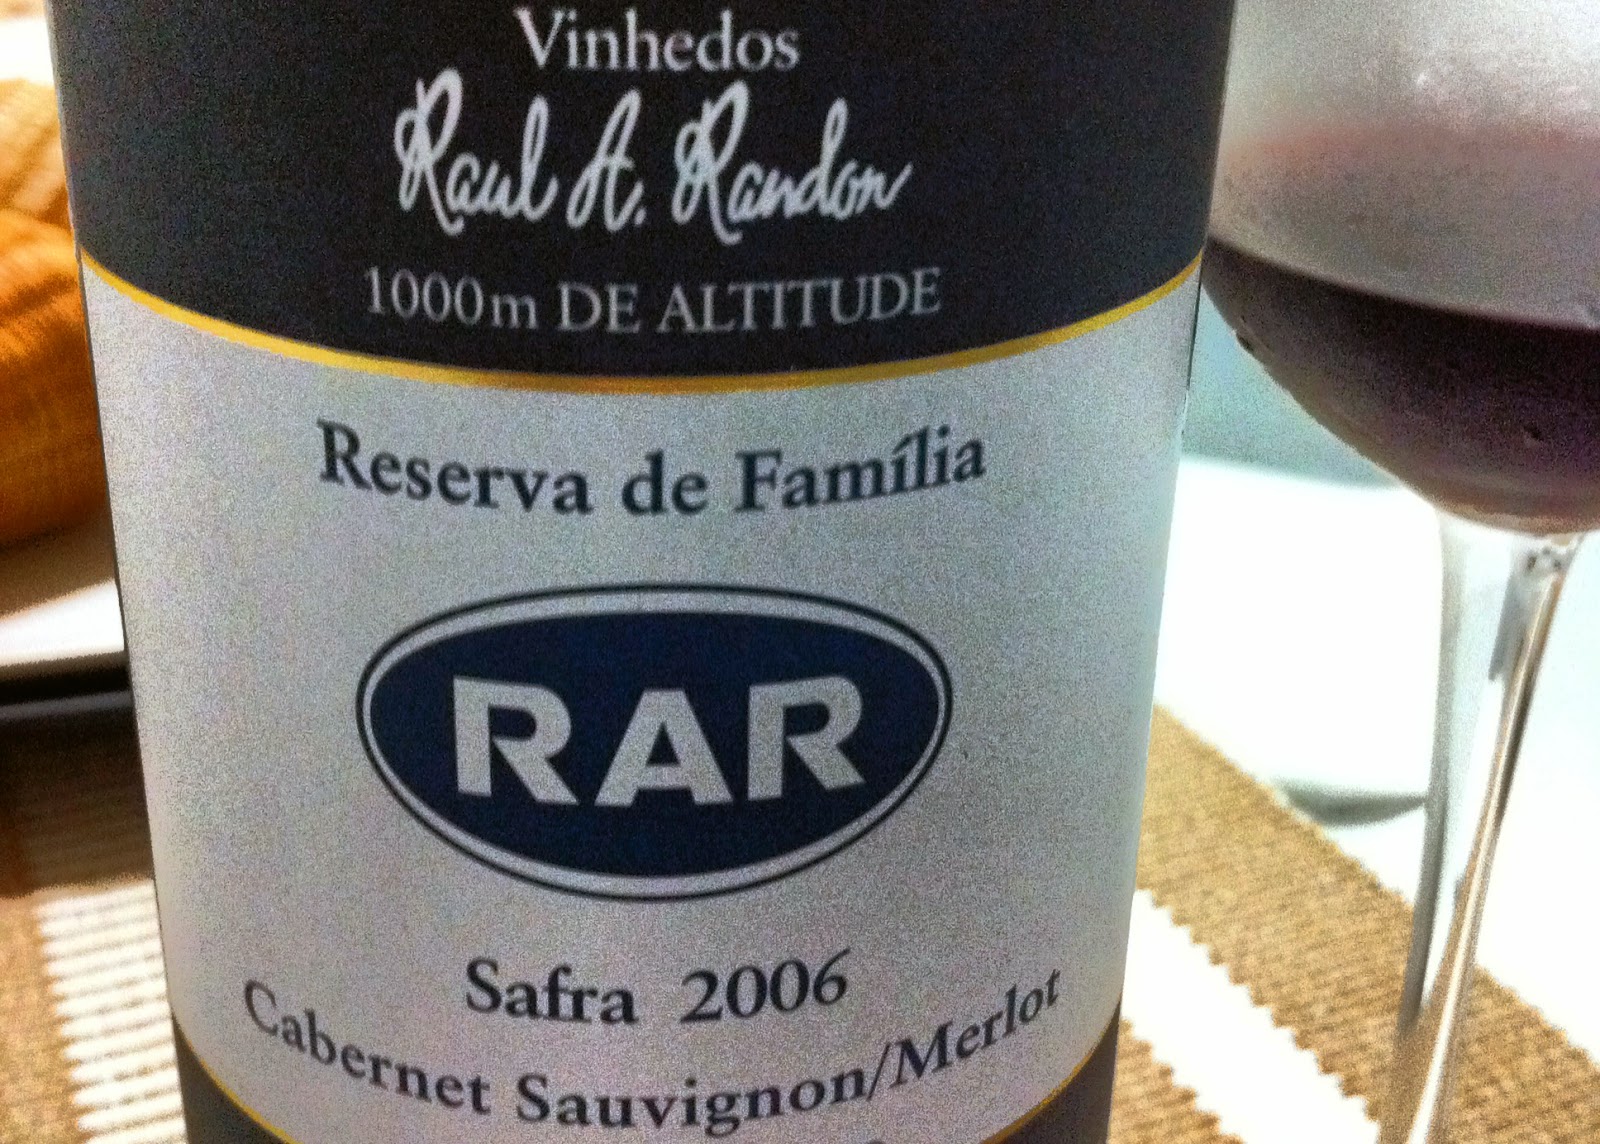 Vinhedos
Raul A. Randon
1000m DE ALTITUDE
Reserva de Família
RAR
Safra 2006
Cabernet Sauvignon/Merlot